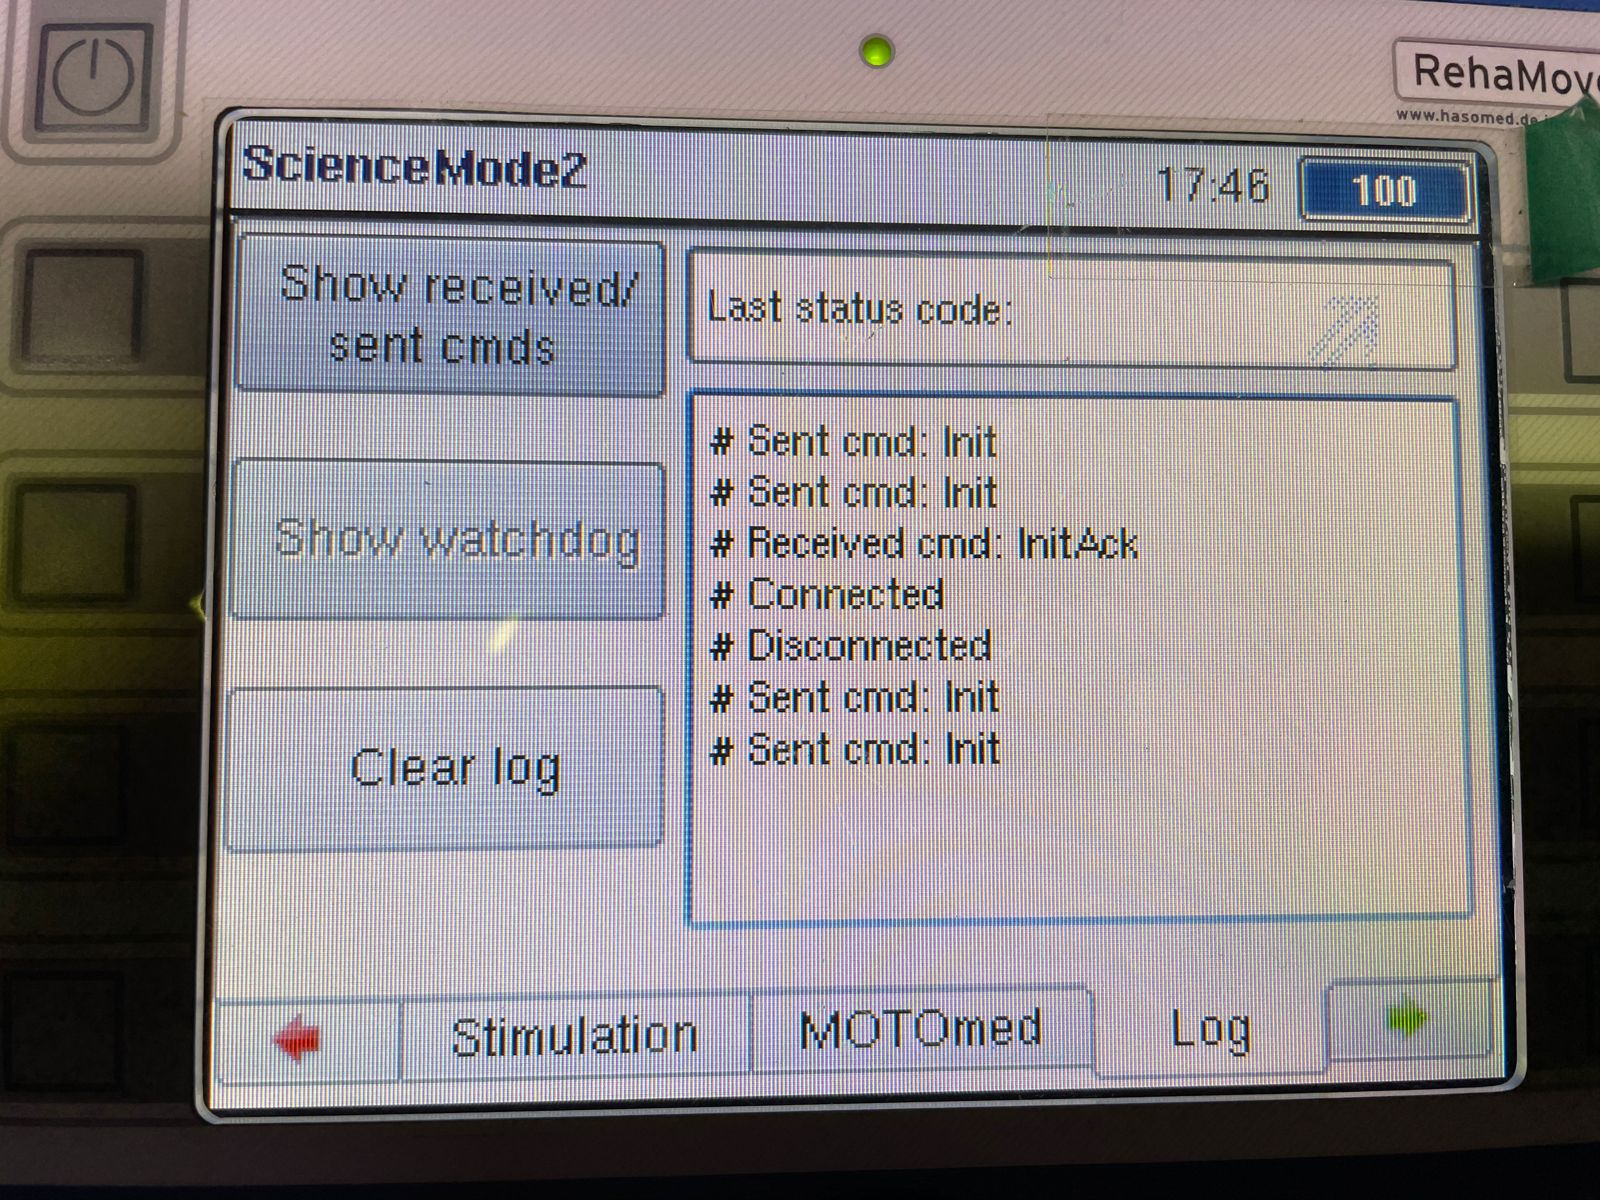 RehaMove
www.hasomed.de
ScienceMode2
17:46
100
Show received/
sent cmds
Last status code:
# Sent cmd: Init
# Sent cmd: Init
# Received cmd: InitAck
# Connected
# Disconnected
# Sent cmd: Init
# Sent cmd: Init
Show watchdog
Clear log
Stimulation
MOTOmed
Log